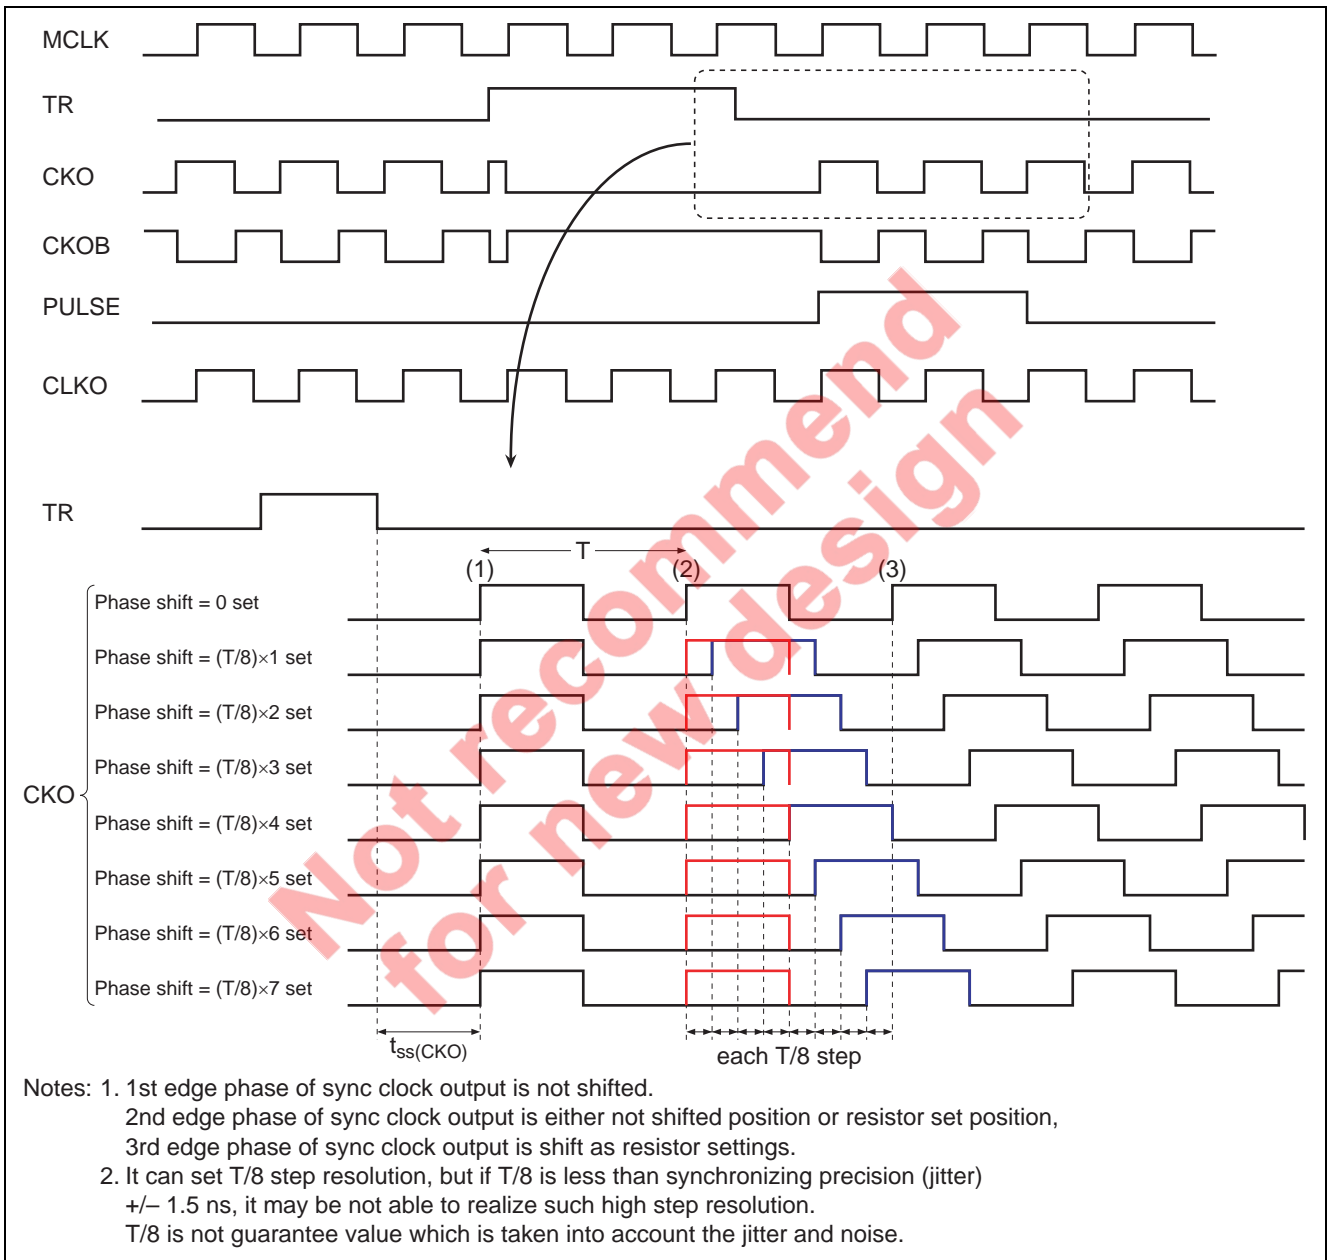 MCLK
TR
CKO
CKOB
PULSE
CLKO
TR
T
(1) (2) (3)
Phase shift = 0 set
Phase shift = (T/8)×1 set
Phase shift = (T/8)×2 set
Phase shift = (T/8)×3 set
CKO
Phase shift = (T/8)×4 set
Phase shift = (T/8)×5 set
Phase shift = (T/8)×6 set
Phase shift = (T/8)×7 set
tss(CKO)
each T/8 step
Not recommend
for new design
Notes: 1. 1st edge phase of sync clock output is not shifted.
2nd edge phase of sync clock output is either not shifted position or resistor set position,
3rd edge phase of sync clock output is shift as resistor settings.
2. It can set T/8 step resolution, but if T/8 is less than synchronizing precision (jitter)
+/– 1.5 ns, it may be not able to realize such high step resolution.
T/8 is not guarantee value which is taken into account the jitter and noise.